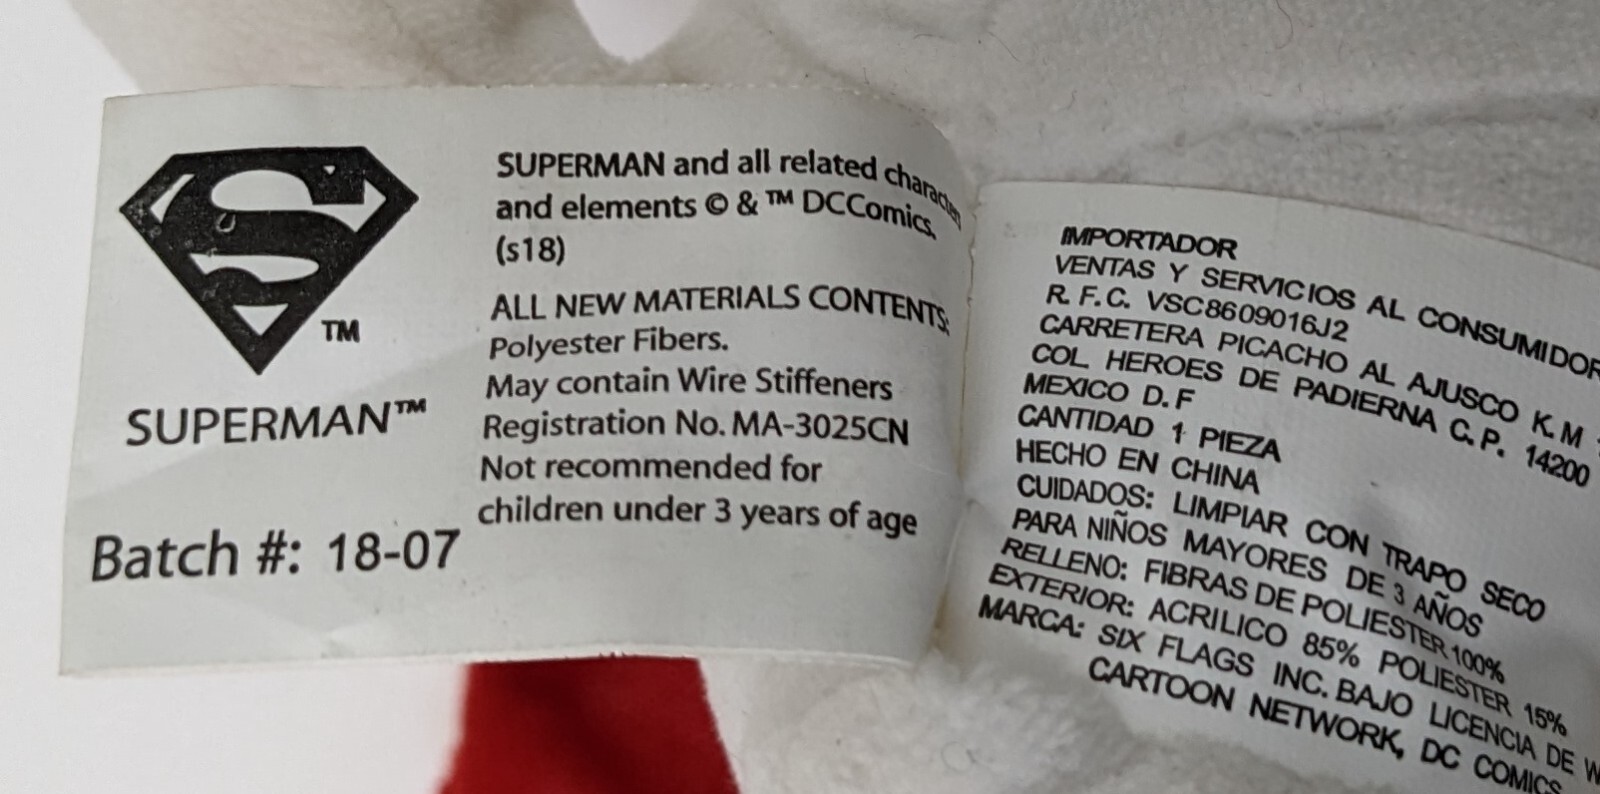 TM
SUPERMAN™
Batch #: 18-07
SUPERMAN and all related
and elements © & ™ DCComics.
(s18)
ALL NEW MATERIALS CONTENTS:
Polyester Fibers.
May contain Wire Stiffeners
Registration No. MA-3025CN
Not recommended for
children under 3 years of age
IMPORTADOR
VENTAS Y SERVICIOS AL CONSUMIDOR
R. F. C. VSC8609016J2
CARRETERA PICACHO AL AJUSCO K. M
COL HEROES DE PADIERNA C. P. 14200
MEXICO D. F
CANTIDAD 1 PIEZA
HECHO EN CHINA
CUIDADOS: LIMPIAR CON TRAPO SECO
PARA NIÑOS MAYORES DE 3 AÑOS
RELLENO: FIBRAS DE POLIESTER 100%
EXTERIOR: ACRILICO 85% POLIESTER 15%
MARCA: SIX FLAGS INC. BAJO LICENCIA DE
CARTOON NETWORK, DC COMICS